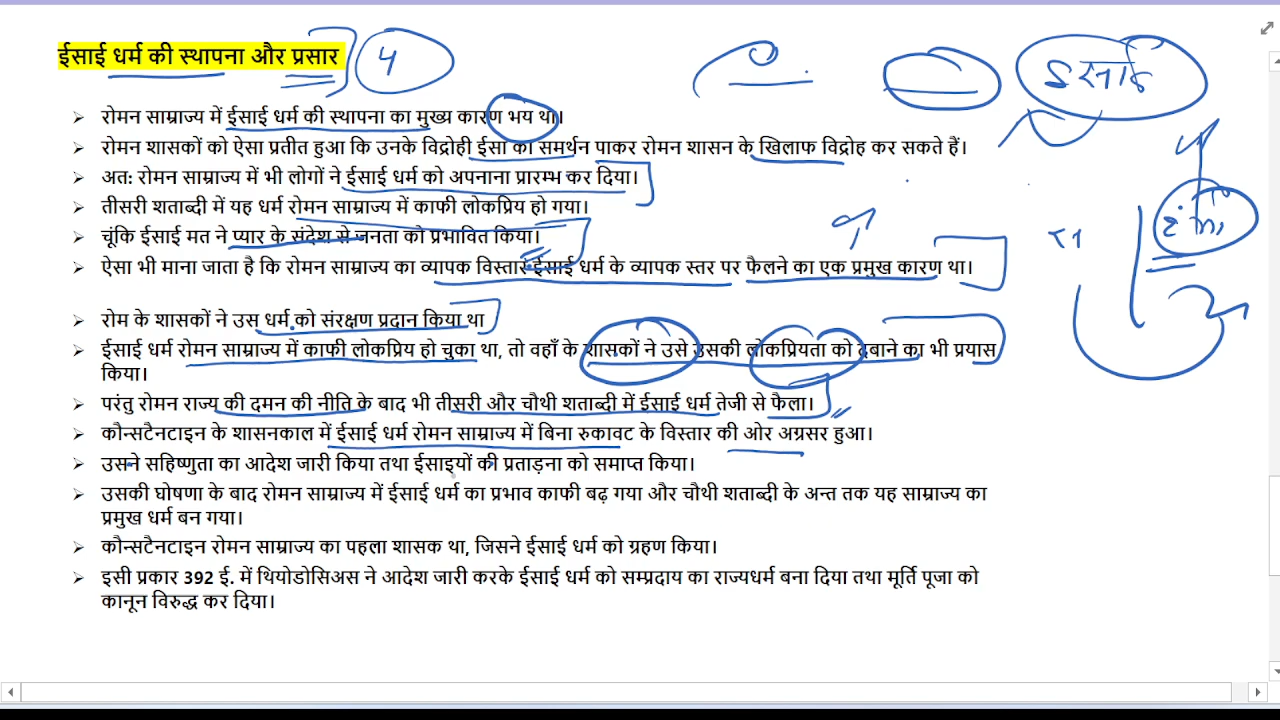 ईसाई धर्म की स्थापना और प्रसार
4
➢ रोमन साम्राज्य में ईसाई धर्म की स्थापना का मुख्य कारण भय था।
➢ रोमन शासकों को ऐसा प्रतीत हुआ कि उनके विद्रोही ईसा का समर्थन पाकर रोमन शासन के खिलाफ विद्रोह कर सकते हैं।
➢ अत: रोमन साम्राज्य में भी लोगों ने ईसाई धर्म को अपनाना प्रारम्भ कर दिया।
➢ तीसरी शताब्दी में यह धर्म रोमन साम्राज्य में काफी लोकप्रिय हो गया।
➢ चूंकि ईसाई मत ने प्यार के संदेश से जनता को प्रभावित किया।
➢ ऐसा भी माना जाता है कि रोमन साम्राज्य का व्यापक विस्तार ईसाई धर्म के व्यापक स्तर पर फैलने का एक प्रमुख कारण था।
➢ रोम के शासकों ने उस धर्म को संरक्षण प्रदान किया था
➢ ईसाई धर्म रोमन साम्राज्य में काफी लोकप्रिय हो चुका था, तो वहाँ के शासकों ने उसे उसकी लोकप्रियता को दबाने का भी प्रयास
किया।
➢ परंतु रोमन राज्य की दमन की नीति के बाद भी तीसरी और चौथी शताब्दी में ईसाई धर्म तेजी से फैला।
➢ कौन्सटैनटाइन के शासनकाल में ईसाई धर्म रोमन साम्राज्य में बिना रुकावट के विस्तार की ओर अग्रसर हुआ।
➢ उसने सहिष्णुता का आदेश जारी किया तथा ईसाइयों की प्रताड़ना को समाप्त किया।
➢ उसकी घोषणा के बाद रोमन साम्राज्य में ईसाई धर्म का प्रभाव काफी बढ़ गया और चौथी शताब्दी के अन्त तक यह साम्राज्य का
प्रमुख धर्म बन गया।
➢ कौन्सटैनटाइन रोमन साम्राज्य का पहला शासक था, जिसने ईसाई धर्म को ग्रहण किया।
➢ इसी प्रकार 392 ई. में थियोडोसिअस ने आदेश जारी करके ईसाई धर्म को सम्प्रदाय का राज्यधर्म बना दिया तथा मूर्ति पूजा को
कानून विरुद्ध कर दिया।